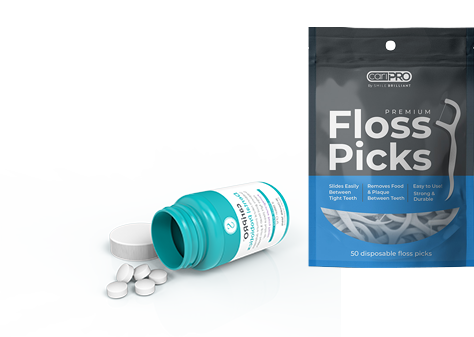 cariPRO
By SMILE BRILLIANT
PREMIUM
Floss
Picks
Slides Easily
Between
Tight Teeth
Removes Food
& Plaque
Between Teeth
Easy to Use!
Strong &
Durable
50 disposable floss picks
cariPRO